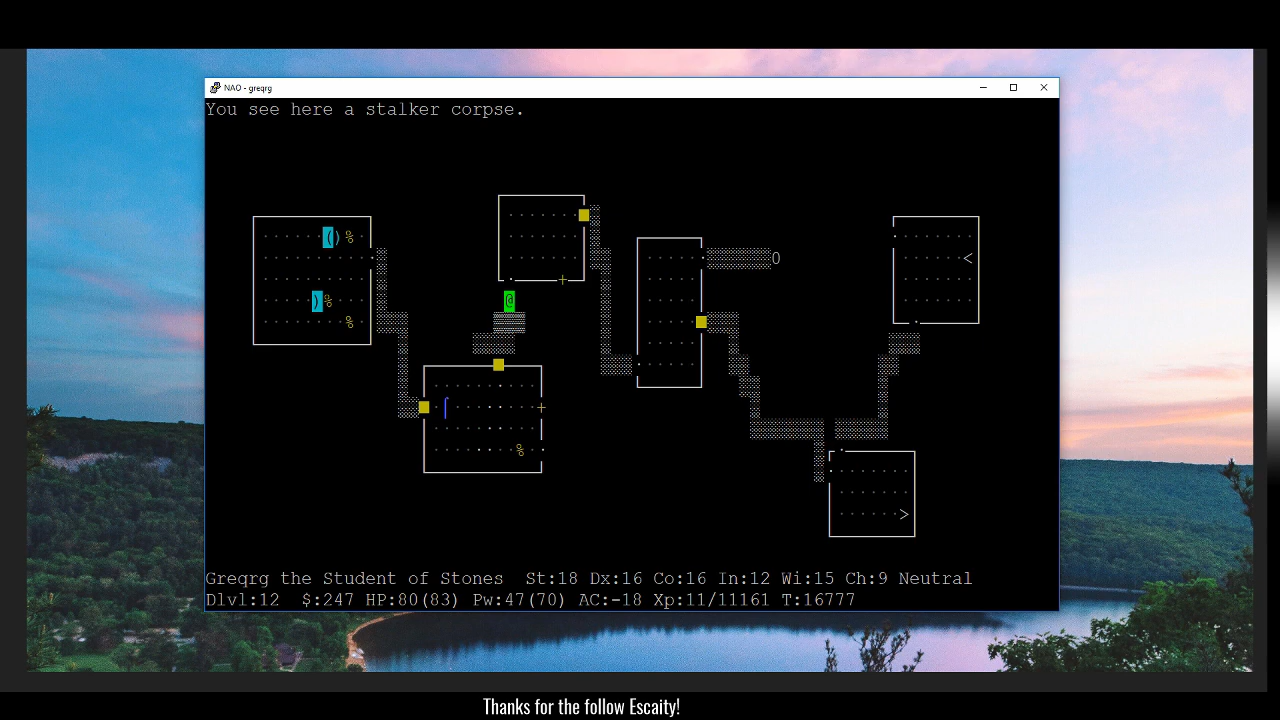 NAO - greqrg
You see here a stalker corpse.
Greqrg the Student of Stones St:18 Dx:16 Co:16 In:12 Wi:15 Ch:9 Neutral
Dlvl:12 $:247 HP:80(83) Pw:47(70) AC:-18 Xp:11/11161 T:16777
Thanks for the follow Escaity!